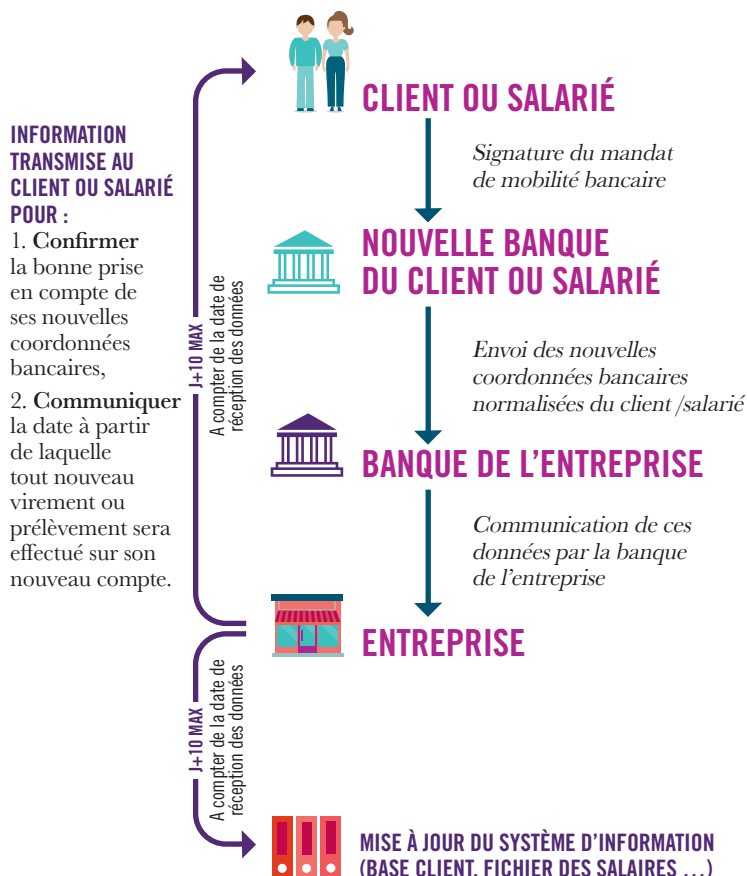 CLIENT OU SALARIÉ
Signature du mandat
de mobilité bancaire
INFORMATION
TRANSMISE AU
CLIENT OU SALARIÉ
POUR :
1. Confirmer
la bonne prise
en compte de
ses nouvelles
coordonnées
bancaires,
2. Communiquer
la date à partir
de laquelle
tout nouveau
virement ou
prélèvement sera
effectué sur son
nouveau compte.
J+10 MAX
A compter de la date de
réception des données
NOUVELLE BANQUE
DU CLIENT OU SALARIÉ
Envoi des nouvelles
coordonnées bancaires
normalisées du client /salarié
BANQUE DE L'ENTREPRISE
Communication de ces
données par la banque
de l'entreprise
ENTREPRISE
J+10 MAX
A compter de la date de
réception des données
MISE À JOUR DU SYSTÈME D'INFORMATION
(BASE CLIENT, FICHIER DES SALAIRES …)